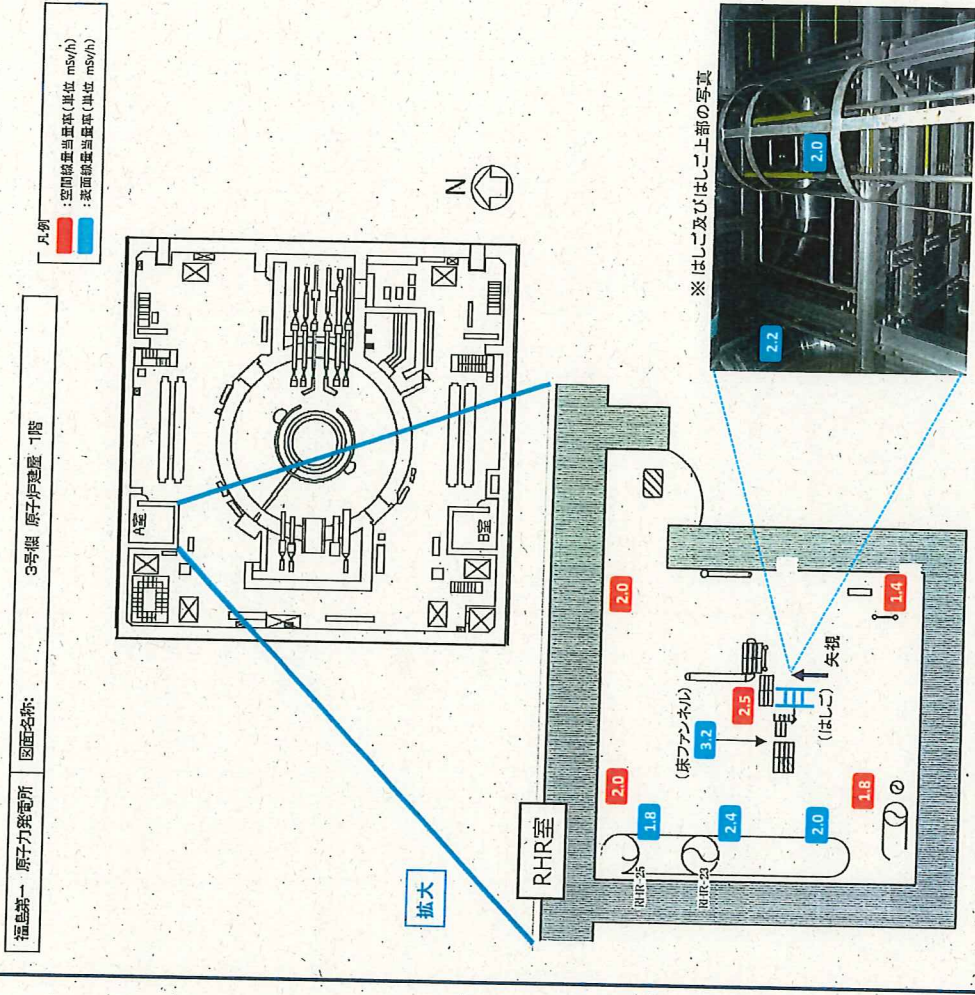 福島第一 原子力発電所
図面名称:
3号機 原子炉建屋 1階
凡例
:空間線量当量率(単位 mSv/h)
:表面線量当量率(単位 mSv/h)
A室
B室
N
拡大
RHR室
RHR-25
RHR-23
2.0
2.0
1.8
2.4
2.0
(床ファンネル)
3.2
2.5
(はしご)
矢視
1.8
1.4
※ はしご及びはしご上部の写真
2.2
2.0